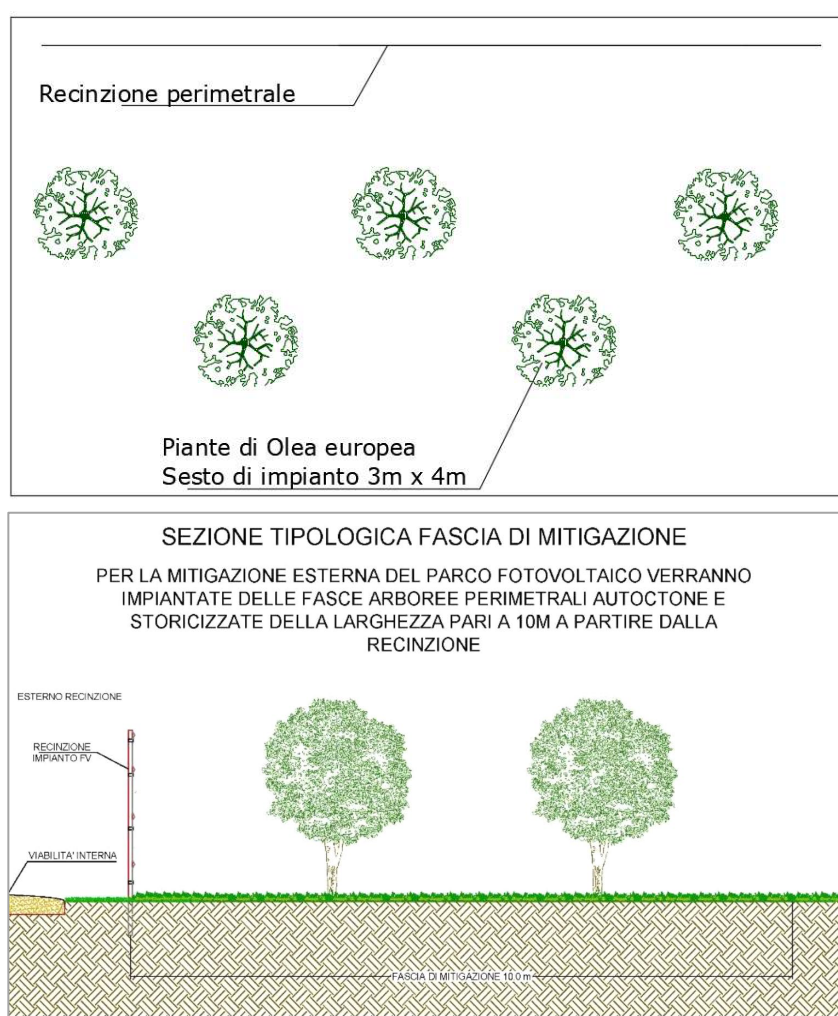 Recinzione perimetrale
Piante di Olea europea
Sesto di impianto 3m x 4m
SEZIONE TIPOLOGICA FASCIA DI MITIGAZIONE
PER LA MITIGAZIONE ESTERNA DEL PARCO FOTOVOLTAICO VERRANNO
IMPIANTATE DELLE FASCE ARBOREE PERIMETRALI AUTOCTONE E
STORICIZZATE DELLA LARGHEZZA PARI A 10M A PARTIRE DALLA
RECINZIONE
ESTERNO RECINZIONE
RECINZIONE
IMPIANTO FV
VIABILITA' INTERNA
FASCIA DI MITIGAZIONE 10.0 m